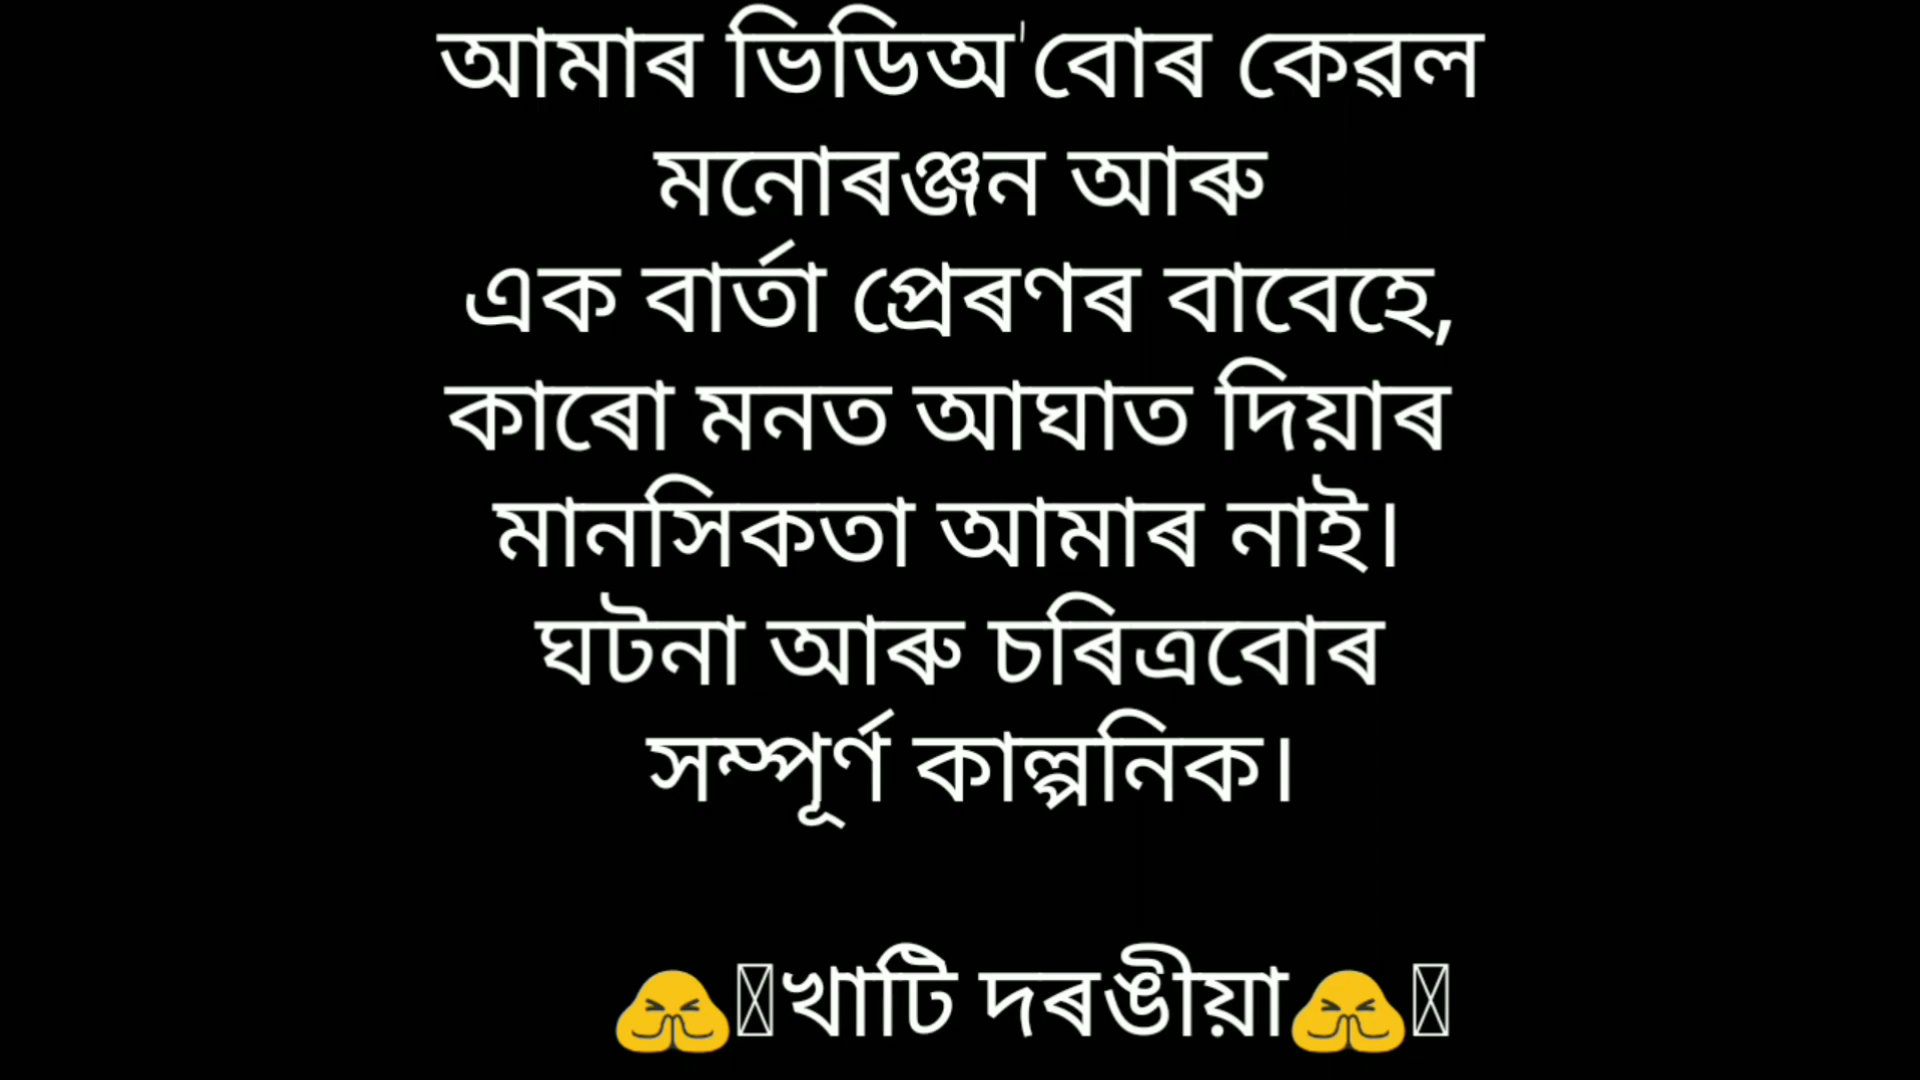 আমাৰ ভিডিঅ'বোৰ কেৱল
মনোৰঞ্জন আৰু
এক বাৰ্তা প্ৰেৰণৰ বাবেহে,
কাৰো মনত আঘাত দিয়াৰ
মানসিকতা আমাৰ নাই।
ঘটনা আৰু চৰিত্ৰবোৰ
সম্পূৰ্ণ কাল্পনিক।
🙏খাটি দৰঙীয়া🙏